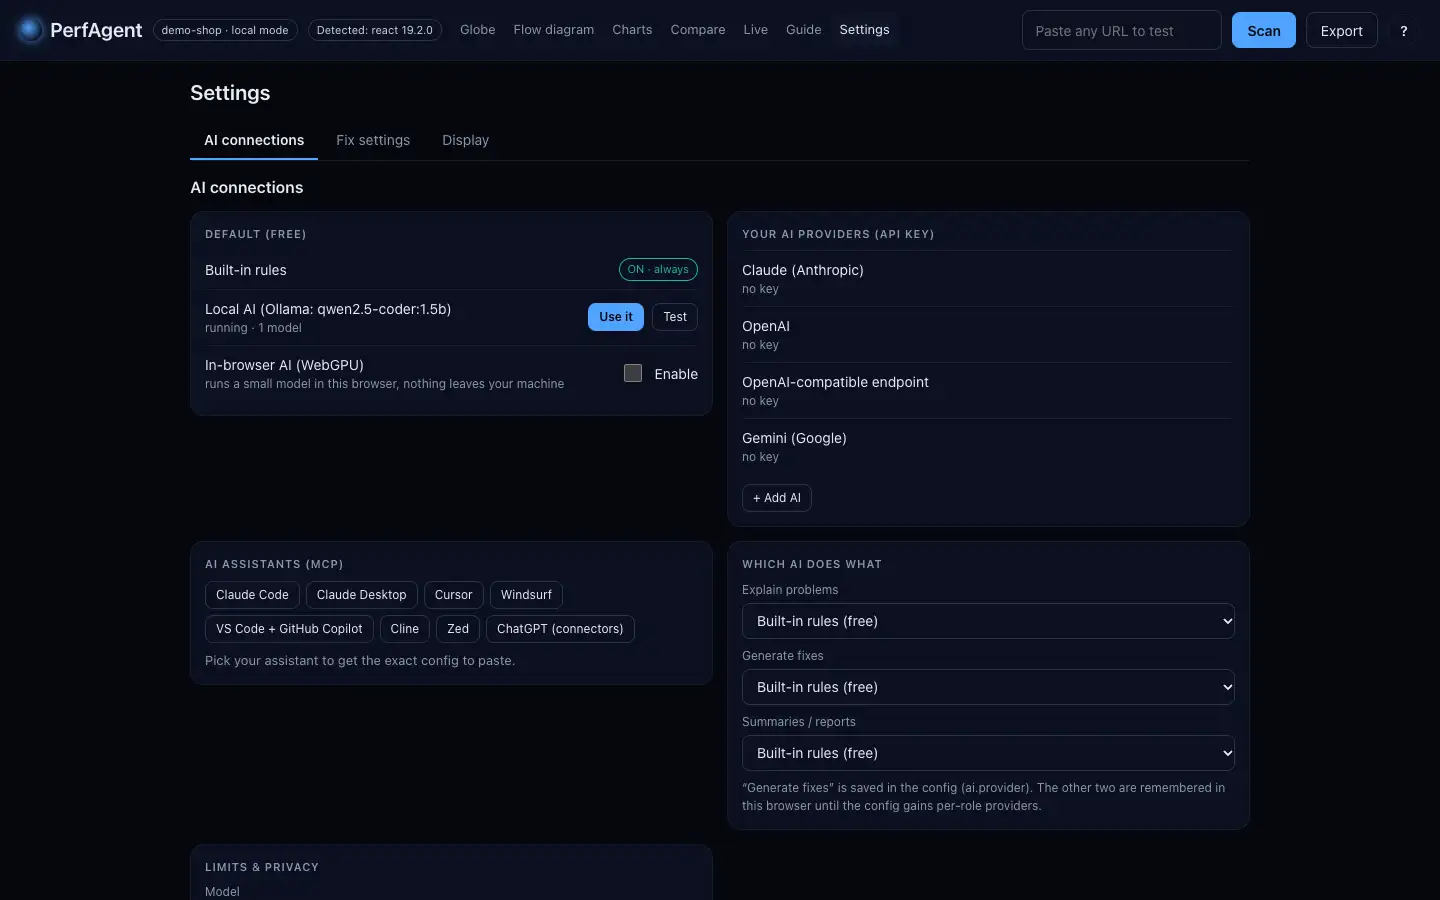 PerfAgent
demo-shop · local mode
Detected: react 19.2.0
Globe
Flow diagram
Charts
Compare
Live
Guide
Settings
Paste any URL to test
Scan
Export
?
Settings
AI connections
Fix settings
Display
AI connections
DEFAULT (FREE)
Built-in rules
ON · always
Local AI (Ollama: qwen2.5-coder:1.5b)
running · 1 model
Use it
Test
In-browser AI (WebGPU)
runs a small model in this browser, nothing leaves your machine
Enable
YOUR AI PROVIDERS (API KEY)
Claude (Anthropic)
no key
OpenAI
no key
OpenAI-compatible endpoint
no key
Gemini (Google)
no key
+ Add AI
AI ASSISTANTS (MCP)
Claude Code
Claude Desktop
Cursor
Windsurf
VS Code + GitHub Copilot
Cline
Zed
ChatGPT (connectors)
Pick your assistant to get the exact config to paste.
WHICH AI DOES WHAT
Explain problems
Built-in rules (free)
Generate fixes
Built-in rules (free)
Summaries / reports
Built-in rules (free)
“Generate fixes” is saved in the config (ai.provider). The other two are remembered in
this browser until the config gains per-role providers.
LIMITS & PRIVACY
Model